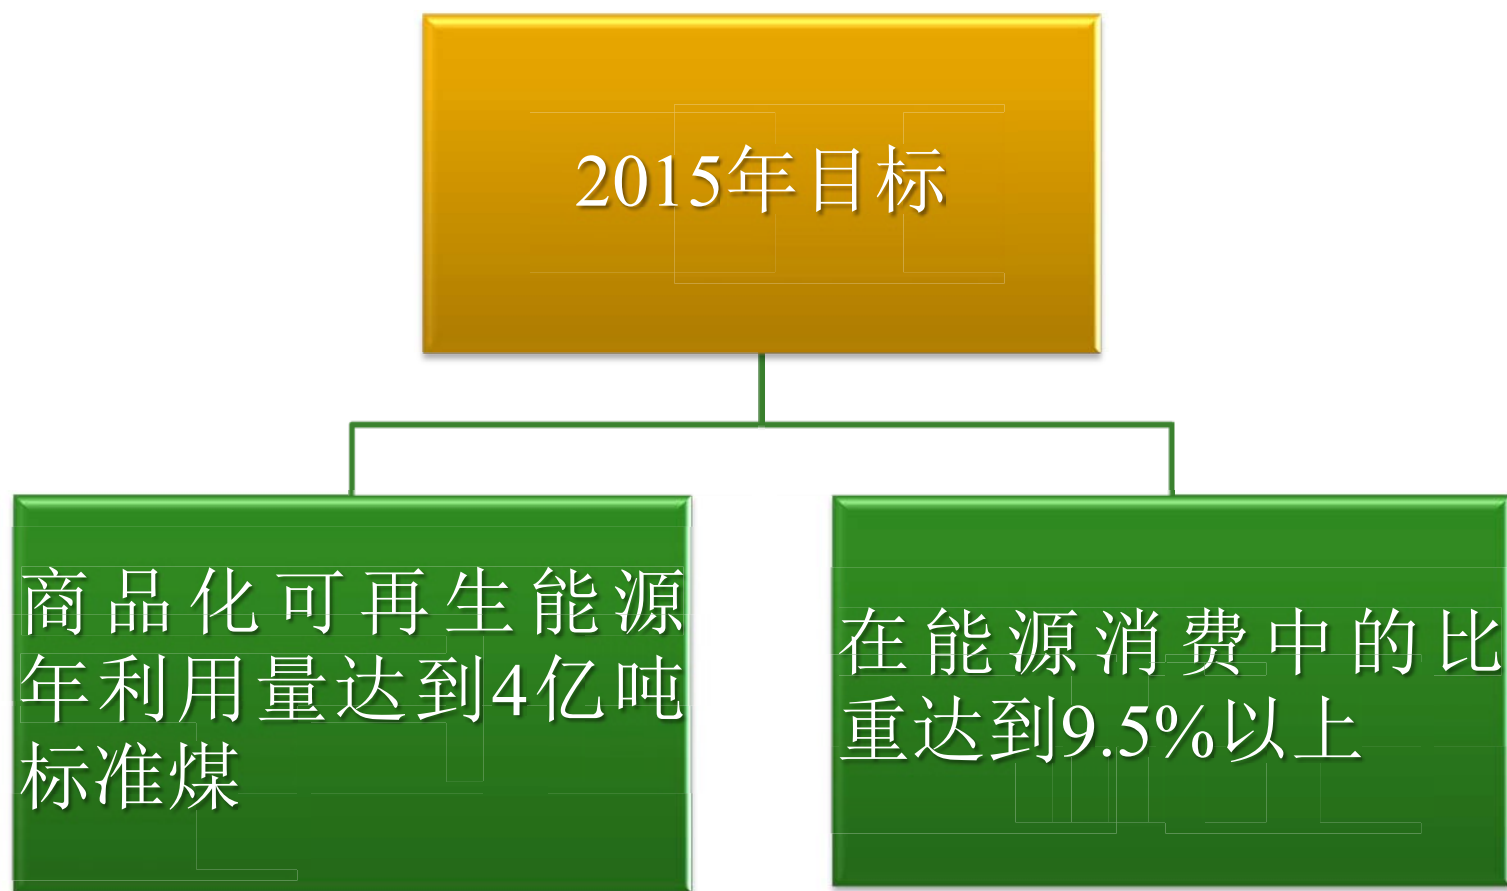 2015年目标
商品化可再生能源
年利用量达到4亿吨
标准煤
在能源消费中的比
重达到9.5%以上